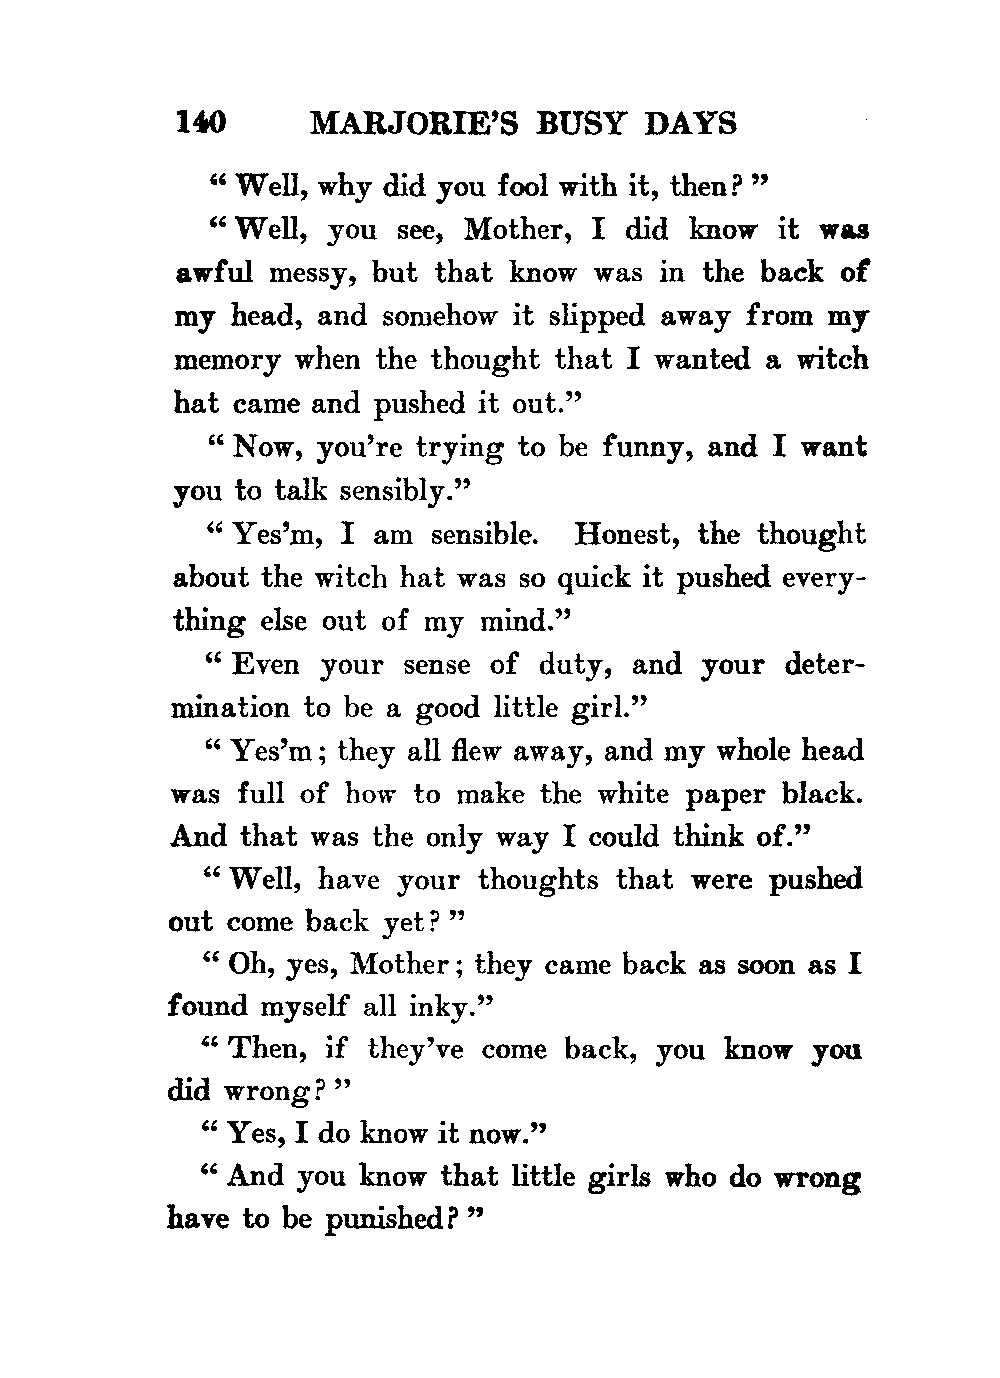 140 MARJORIE'S BUSY DAYS
“ Well, why did you fool with it, then? ”
“ Well, you see, Mother, I did know it was
awful messy, but that know was in the back of
my head, and somehow it slipped away from my
memory when the thought that I wanted a witch
hat came and pushed it out.”
“ Now, you’re trying to be funny, and I want
you to talk sensibly.”
“ Yes’m, I am sensible. Honest, the thought
about the witch hat was so quick it pushed every-
thing else out of my mind.”
“ Even your sense of duty, and your deter-
mination to be a good little girl.”
“ Yes’m ; they all flew away, and my whole head
was full of how to make the white paper black.
And that was the only way I could think of.”
“ Well, have your thoughts that were pushed
out come back yet? ”
“ Oh, yes, Mother ; they came back as soon as I
found myself all inky.”
“ Then, if they’ve come back, you know you
did wrong? ”
“ Yes, I do know it now.”
“ And you know that little girls who do wrong
have to be punished? ”